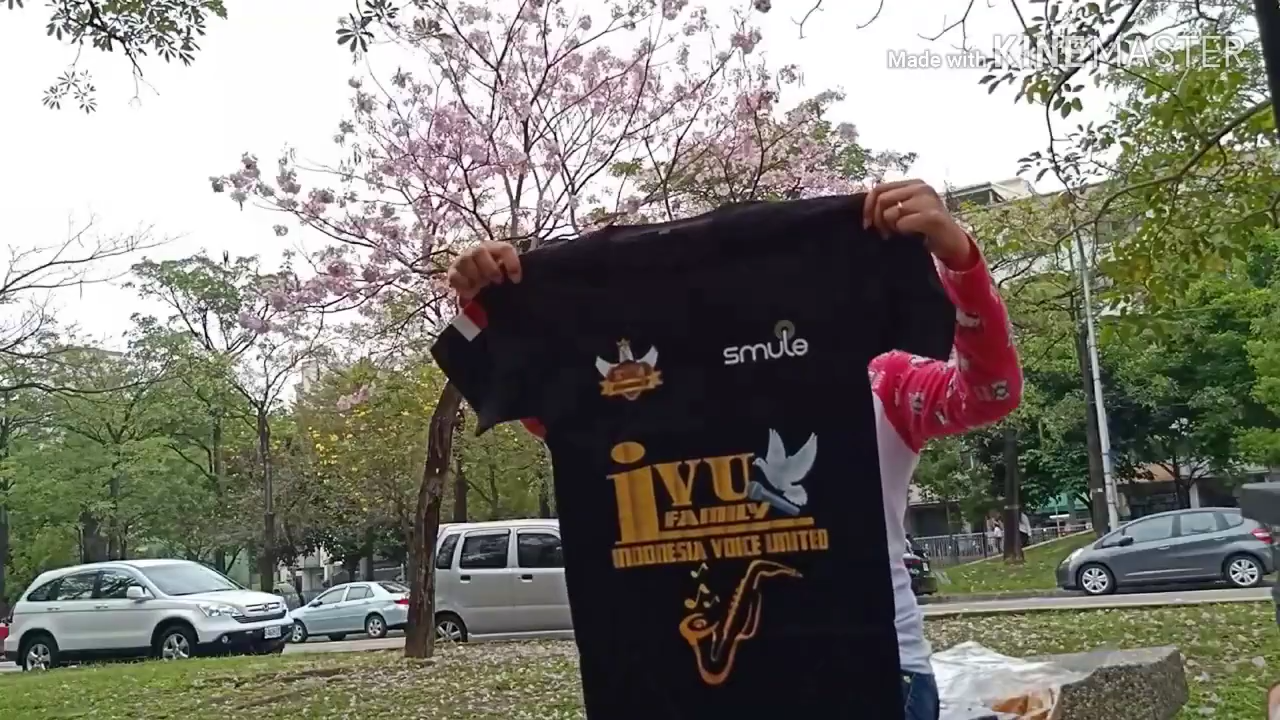 Made with KINEMASTER
smule
iVU
FAMILY
INDONESIA VOICE UNITED